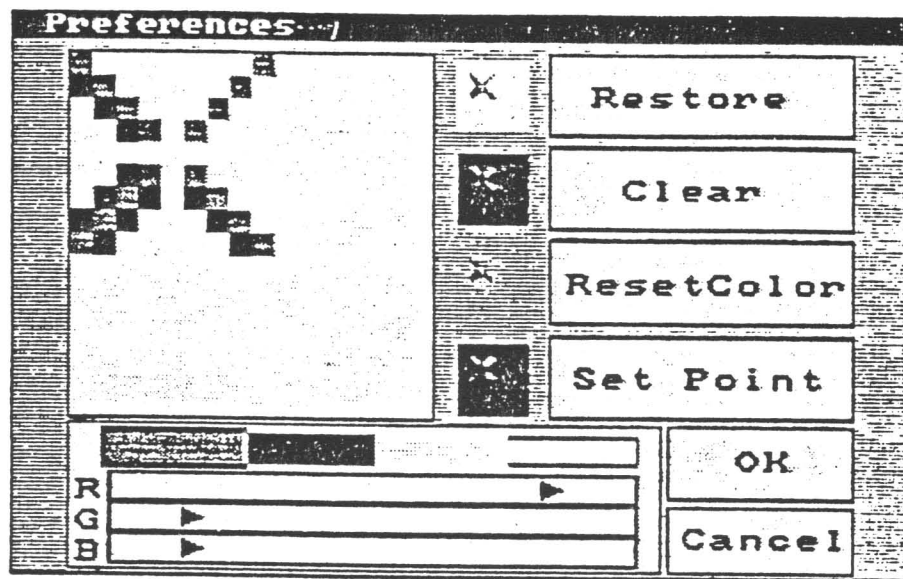 Preferences
Restore
Clear
ResetColor
Set Point
R
G
B
OK
Cancel